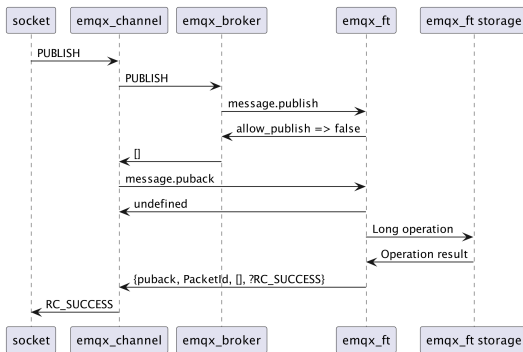 socket emqx_channel emqx_broker emqx_ft emqx_ft storage
PUBLISH
PUBLISH
message.publish
allow_publish => false
[]
message.puback
undefined
Long operation
Operation result
{puback, PacketId, [], ?RC_SUCCESS}
RC_SUCCESS
socket emqx_channel emqx_broker emqx_ft emqx_ft storage